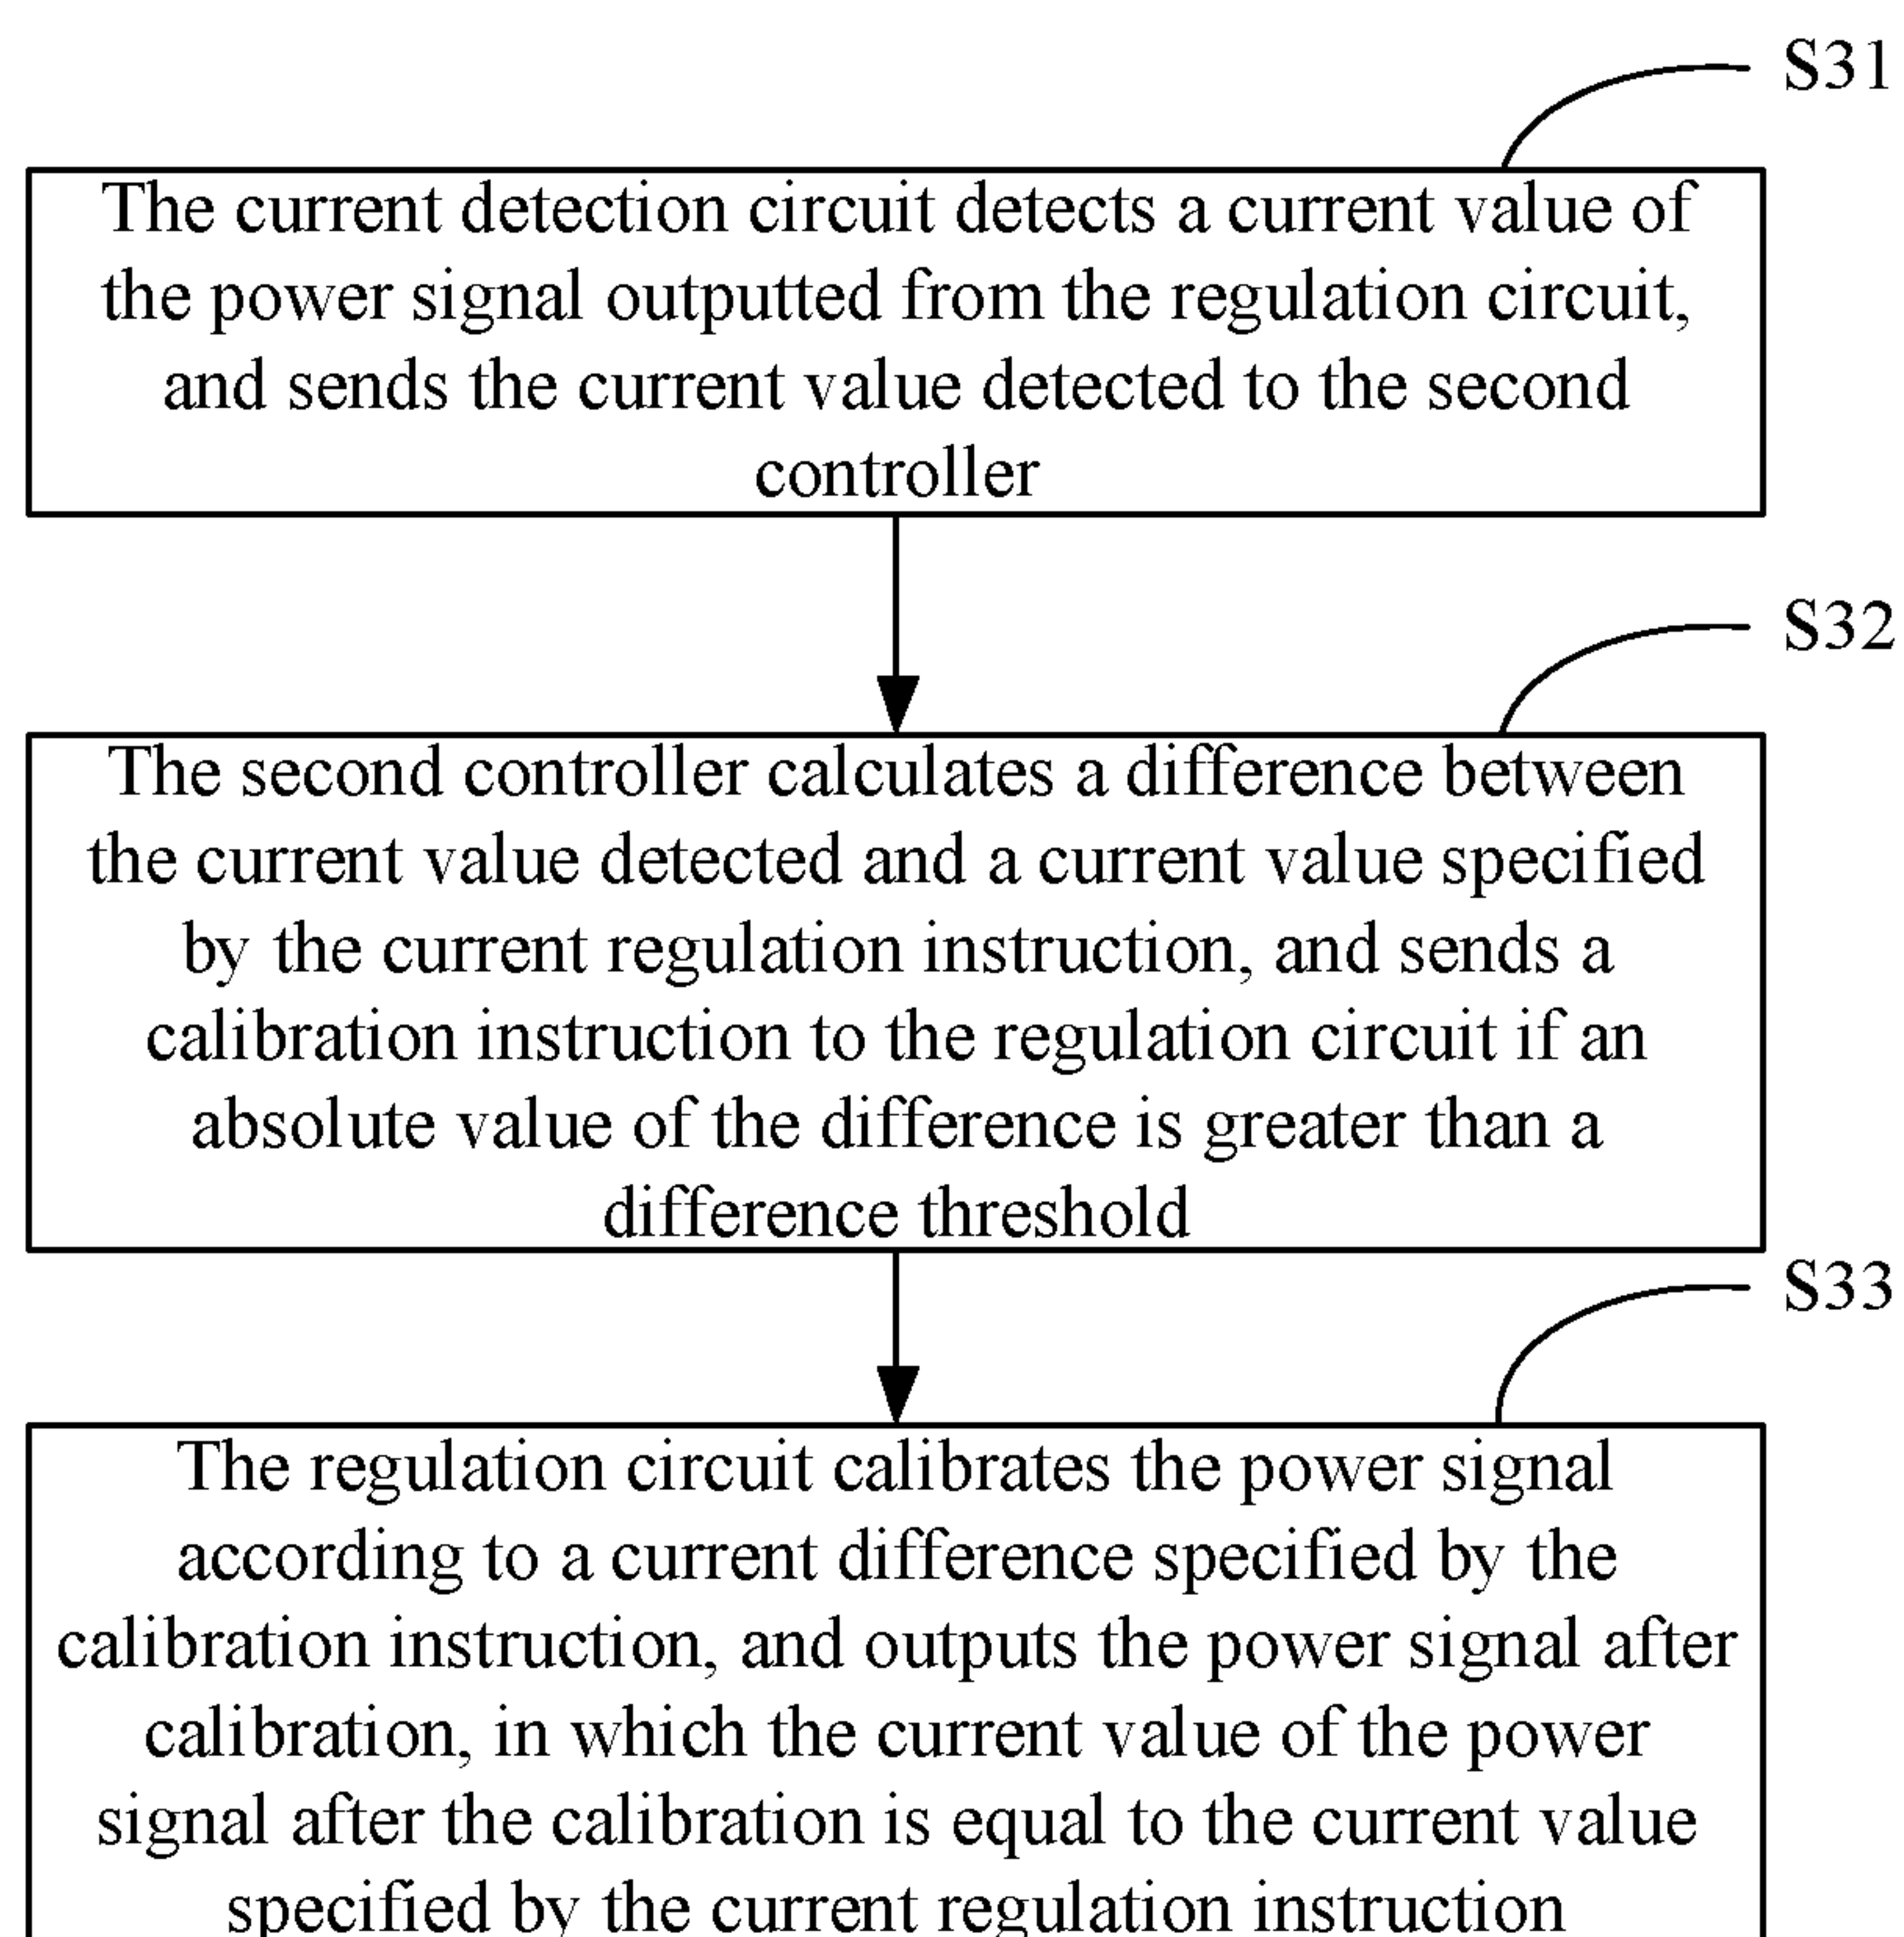 S31
The current detection circuit detects a current value of
the power signal outputted from the regulation circuit,
and sends the current value detected to the second
controller
S32
The second controller calculates a difference between
the current value detected and a current value specified
by the current regulation instruction, and sends a
calibration instruction to the regulation circuit if an
absolute value of the difference is greater than a
difference threshold
S33
The regulation circuit calibrates the power signal
according to a current difference specified by the
calibration instruction, and outputs the power signal after
calibration, in which the current value of the power
signal after the calibration is equal to the current value
specified by the current regulation instruction